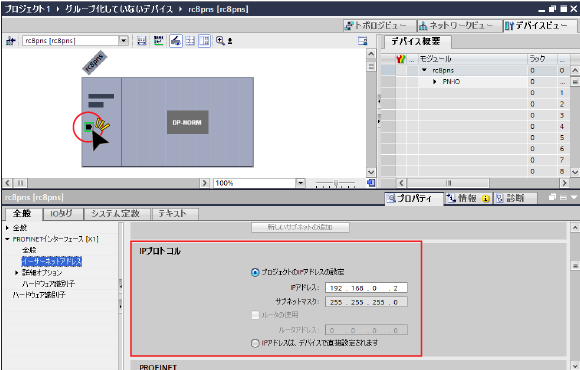 プロジェクト1 ▸ グループ化していないデバイス ▸ rc8pns
トポロジビュー ネットワークビュー デバイスビュー
rc8pns [rc8pns]
デバイス概要
... モジュール ラック ...
rc8pns 0 0
PNIO 0 ...
0 1
0 2
0 3
0 4
0 5
0 6
0 7
0 8
rc8pns
DP-NORM
100%
rc8pns [rc8pns]
プロパティ 情報 診断
全般 IOタグ システム定数 テキスト
全般
PROFINETインターフェース [X1]
全般
イーサーネットアドレス
詳細オプション
ハードウェア識別子
ハードウェア識別子
新しいサブネットの追加
IPプロトコル
プロジェクトのIPアドレスの設定
IPアドレス: 192 . 168 . 0 . 2
サブネットマスク: 255 . 255 . 255 . 0
ルータの使用
ルータアドレス: 0 . 0 . 0 . 0
IPアドレスは、デバイスで直接設定されます
PROFINET